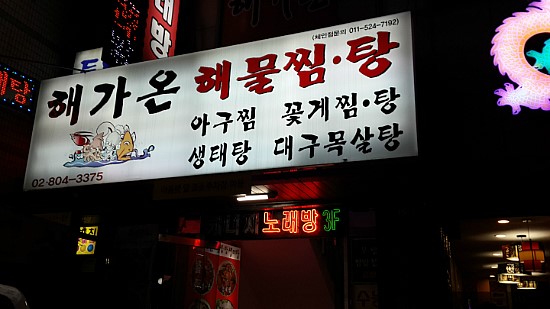 (체인점문의 011-524-7192)
해가온 해물찜·탕
아구찜 꽃게찜·탕
생태탕 대구목살탕
02-804-3375
노래방 3F